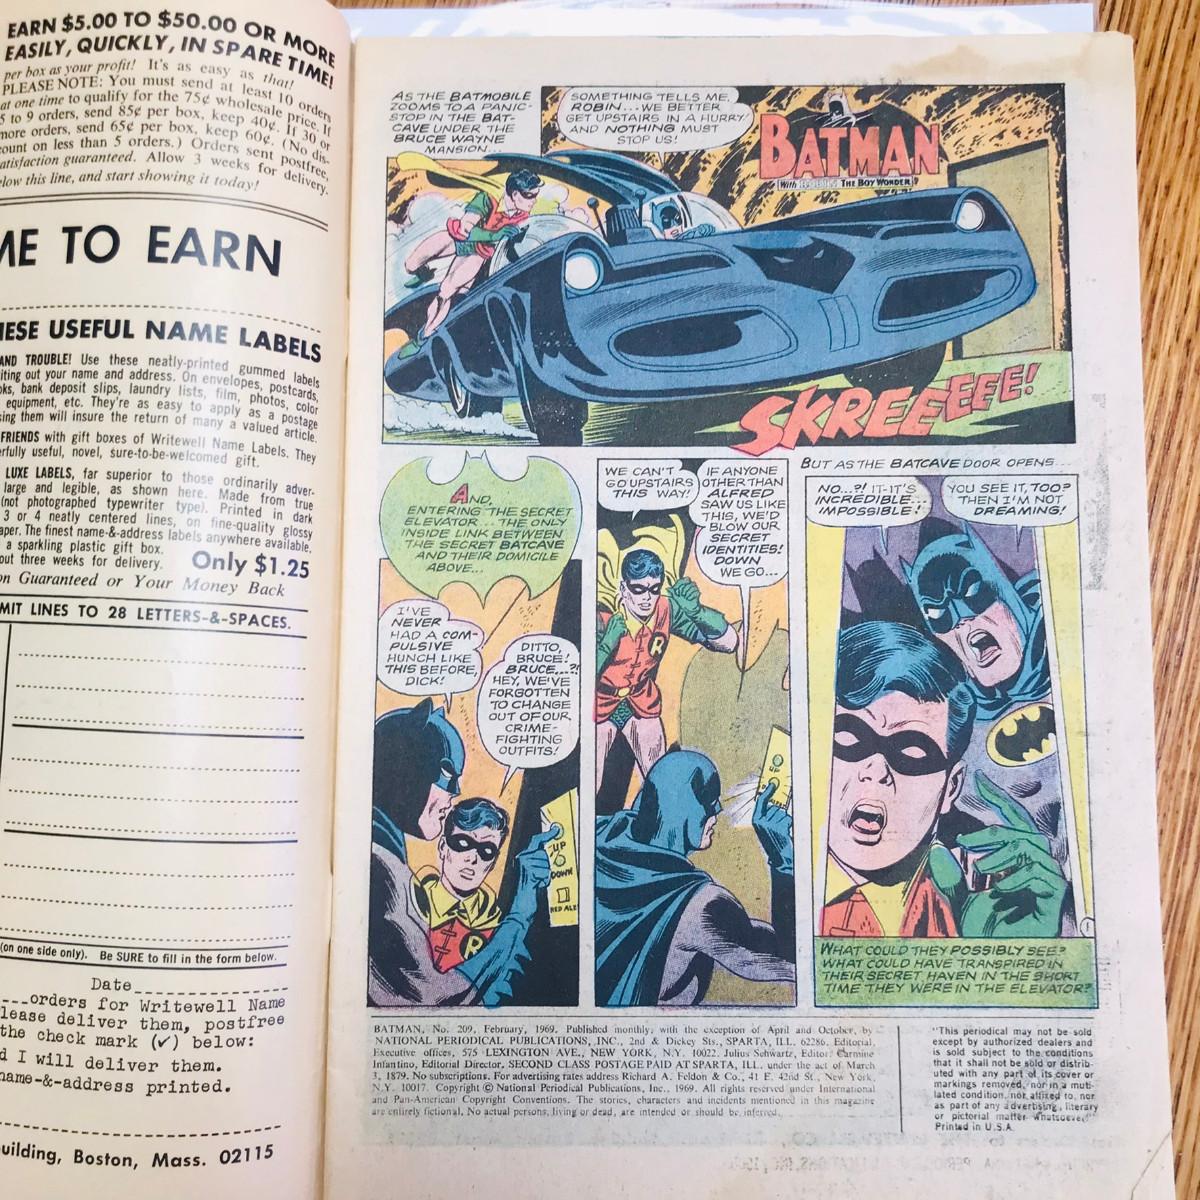 EARN $5.00 TO $50.00 OR MORE
EASILY, QUICKLY, IN SPARE TIME!
per box as your profit! It's as easy as that!
PLEASE NOTE: You must send at least 10 orders
at one time to qualify for the 75¢ wholesale price. If
5 to 9 orders, send 85¢ per box, keep 40¢. If 30 or
more orders, send 65¢ per box, keep 60¢. (No dis-
count on less than 5 orders.) Orders sent postfree,
satisfaction guaranteed. Allow 3 weeks for delivery.
low this line, and start showing it today!
ME TO EARN
HESE USEFUL NAME LABELS
AND TROUBLE! Use these neatly-printed gummed labels
iting out your name and address. On envelopes, postcards,
oks, bank deposit slips, laundry lists, film, photos, color
equipment, etc. They're as easy to apply as a postage
sing them will insure the return of many a valued article.
FRIENDS with gift boxes of Writewell Name Labels. They
erfully useful, novel, sure-to-be-welcomed gift.
LUXE LABELS, far superior to those ordinarily adver-
large and legible, as shown here. Made from true
(not photographed typewriter type). Printed in dark
3 or 4 neatly centered lines, on fine-quality glossy
aper. The finest name-&-address labels anywhere available.
a sparkling plastic gift box.
out three weeks for delivery. Only $1.25
on Guaranteed or Your Money Back
MIT LINES TO 28 LETTERS-&-SPACES.
(on one side only). Be SURE to fill in the form below.
Date
orders for Writewell Name
lease deliver them, postfree
the check mark (✓) below:
d I will deliver them.
name-&-address printed.
uilding, Boston, Mass. 02115
AS THE BATMOBILE
ZOOMS TO A PANIC-
STOP IN THE BAT-
CAVE UNDER THE
BRUCE WAYNE
MANSION...
SOMETHING TELLS ME,
ROBIN... WE BETTER
GET UPSTAIRS IN A HURRY!
AND NOTHING MUST
STOP US!
BATMAN
With ROBIN THE BOY WONDER!
SKREEEEEE!
AND,
ENTERING THE SECRET
ELEVATOR... THE ONLY
INSIDE LINK BETWEEN
THE SECRET BATCAVE
AND THEIR DOMICILE
ABOVE...
I'VE
NEVER
HAD A COM-
PULSIVE
HUNCH LIKE
THIS BEFORE,
DICK!
DITTO,
BRUCE!
BRUCE...?!
HEY, WE'VE
FORGOTTEN
TO CHANGE
OUT OF OUR
CRIME-
FIGHTING
OUTFITS!
R
UP
DOWN
RED ALE
WE CAN'T
GO UPSTAIRS
THIS WAY!
IF ANYONE
OTHER THAN
ALFRED
SAW US LIKE
THIS, WE'D
BLOW OUR
SECRET
IDENTITIES!
DOWN
WE GO...
R
UP
BUT AS THE BATCAVE DOOR OPENS...
NO...?! IT-IT'S
INCREDIBLE...
IMPOSSIBLE!
YOU SEE IT, TOO?
THEN I'M NOT
DREAMING!
1
WHAT COULD THEY POSSIBLY SEE?
WHAT COULD HAVE TRANSPIRED IN
THEIR SECRET HAVEN IN THE SHORT
TIME THEY WERE IN THE ELEVATOR?
BATMAN, No. 209, February, 1969. Published monthly, with the exception of April and October, by
NATIONAL PERIODICAL PUBLICATIONS, INC., 2nd & Dickey Sts., SPARTA, ILL. 62286. Editorial,
Executive offices, 575 LEXINGTON AVE., NEW YORK, N.Y. 10022. Julius Schwartz, Editor. Carmine
Infantino, Editorial Director. SECOND CLASS POSTAGE PAID AT SPARTA, ILL. under the act of March
3, 1879. No subscriptions. For advertising rates address Richard A. Feldon & Co., 41 E. 42nd St., New York,
N.Y. 10017. Copyright © National Periodical Publications, Inc., 1969. All rights reserved under International
and Pan-American Copyright Conventions. The stories, characters and incidents mentioned in this magazine
are entirely fictional. No actual persons, living or dead, are intended or should be inferred.
"This periodical may not be sold
except by authorized dealers and
is sold subject to the conditions
that it shall not be sold or distrib-
uted with any part of its cover or
markings removed, nor in a muti-
lated condition, nor affixed to, nor
as part of any advertising, literary
or pictorial matter whatsoever."
Printed in U.S.A.